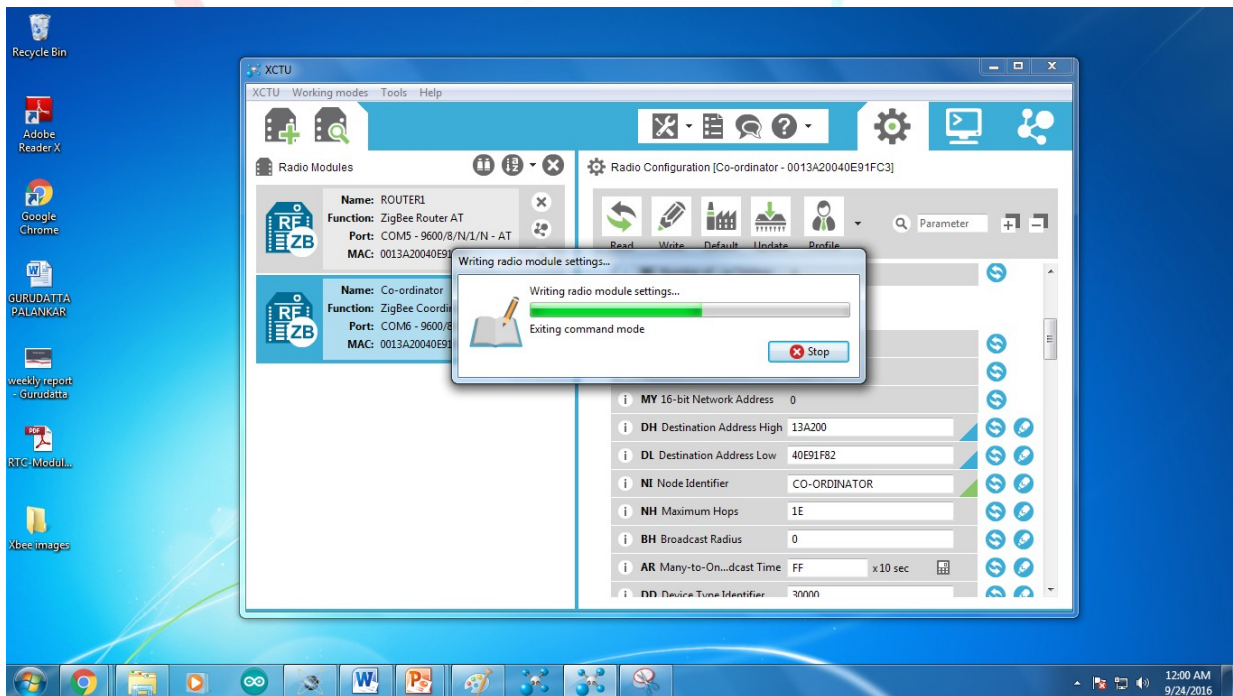 Recycle Bin
Adobe
Reader X
Google
Chrome
GURUDATTA
PALANKAR
weekly report
- Gurudatta
RTC-Modul...
Xbee images
XCTU
XCTU Working modes Tools Help
Radio Modules
Name: ROUTER1
Function: ZigBee Router AT
Port: COM5 - 9600/8/N/1/N - AT
MAC: 0013A20040E91
RF
ZB
Name: Co-ordinator
Function: ZigBee Coordin
Port: COM6 - 9600/8
MAC: 0013A20040E91
RF
ZB
Radio Configuration [Co-ordinator - 0013A20040E91FC3]
Read Write Default Update Profile
Parameter
Writing radio module settings...
Writing radio module settings...
Exiting command mode
Stop
i MY 16-bit Network Address 0
i DH Destination Address High 13A200
i DL Destination Address Low 40E91F82
i NI Node Identifier CO-ORDINATOR
i NH Maximum Hops 1E
i BH Broadcast Radius 0
i AR Many-to-On...dcast Time FF x 10 sec
i DD Device Type Identifier 30000
12:00 AM
9/24/2016